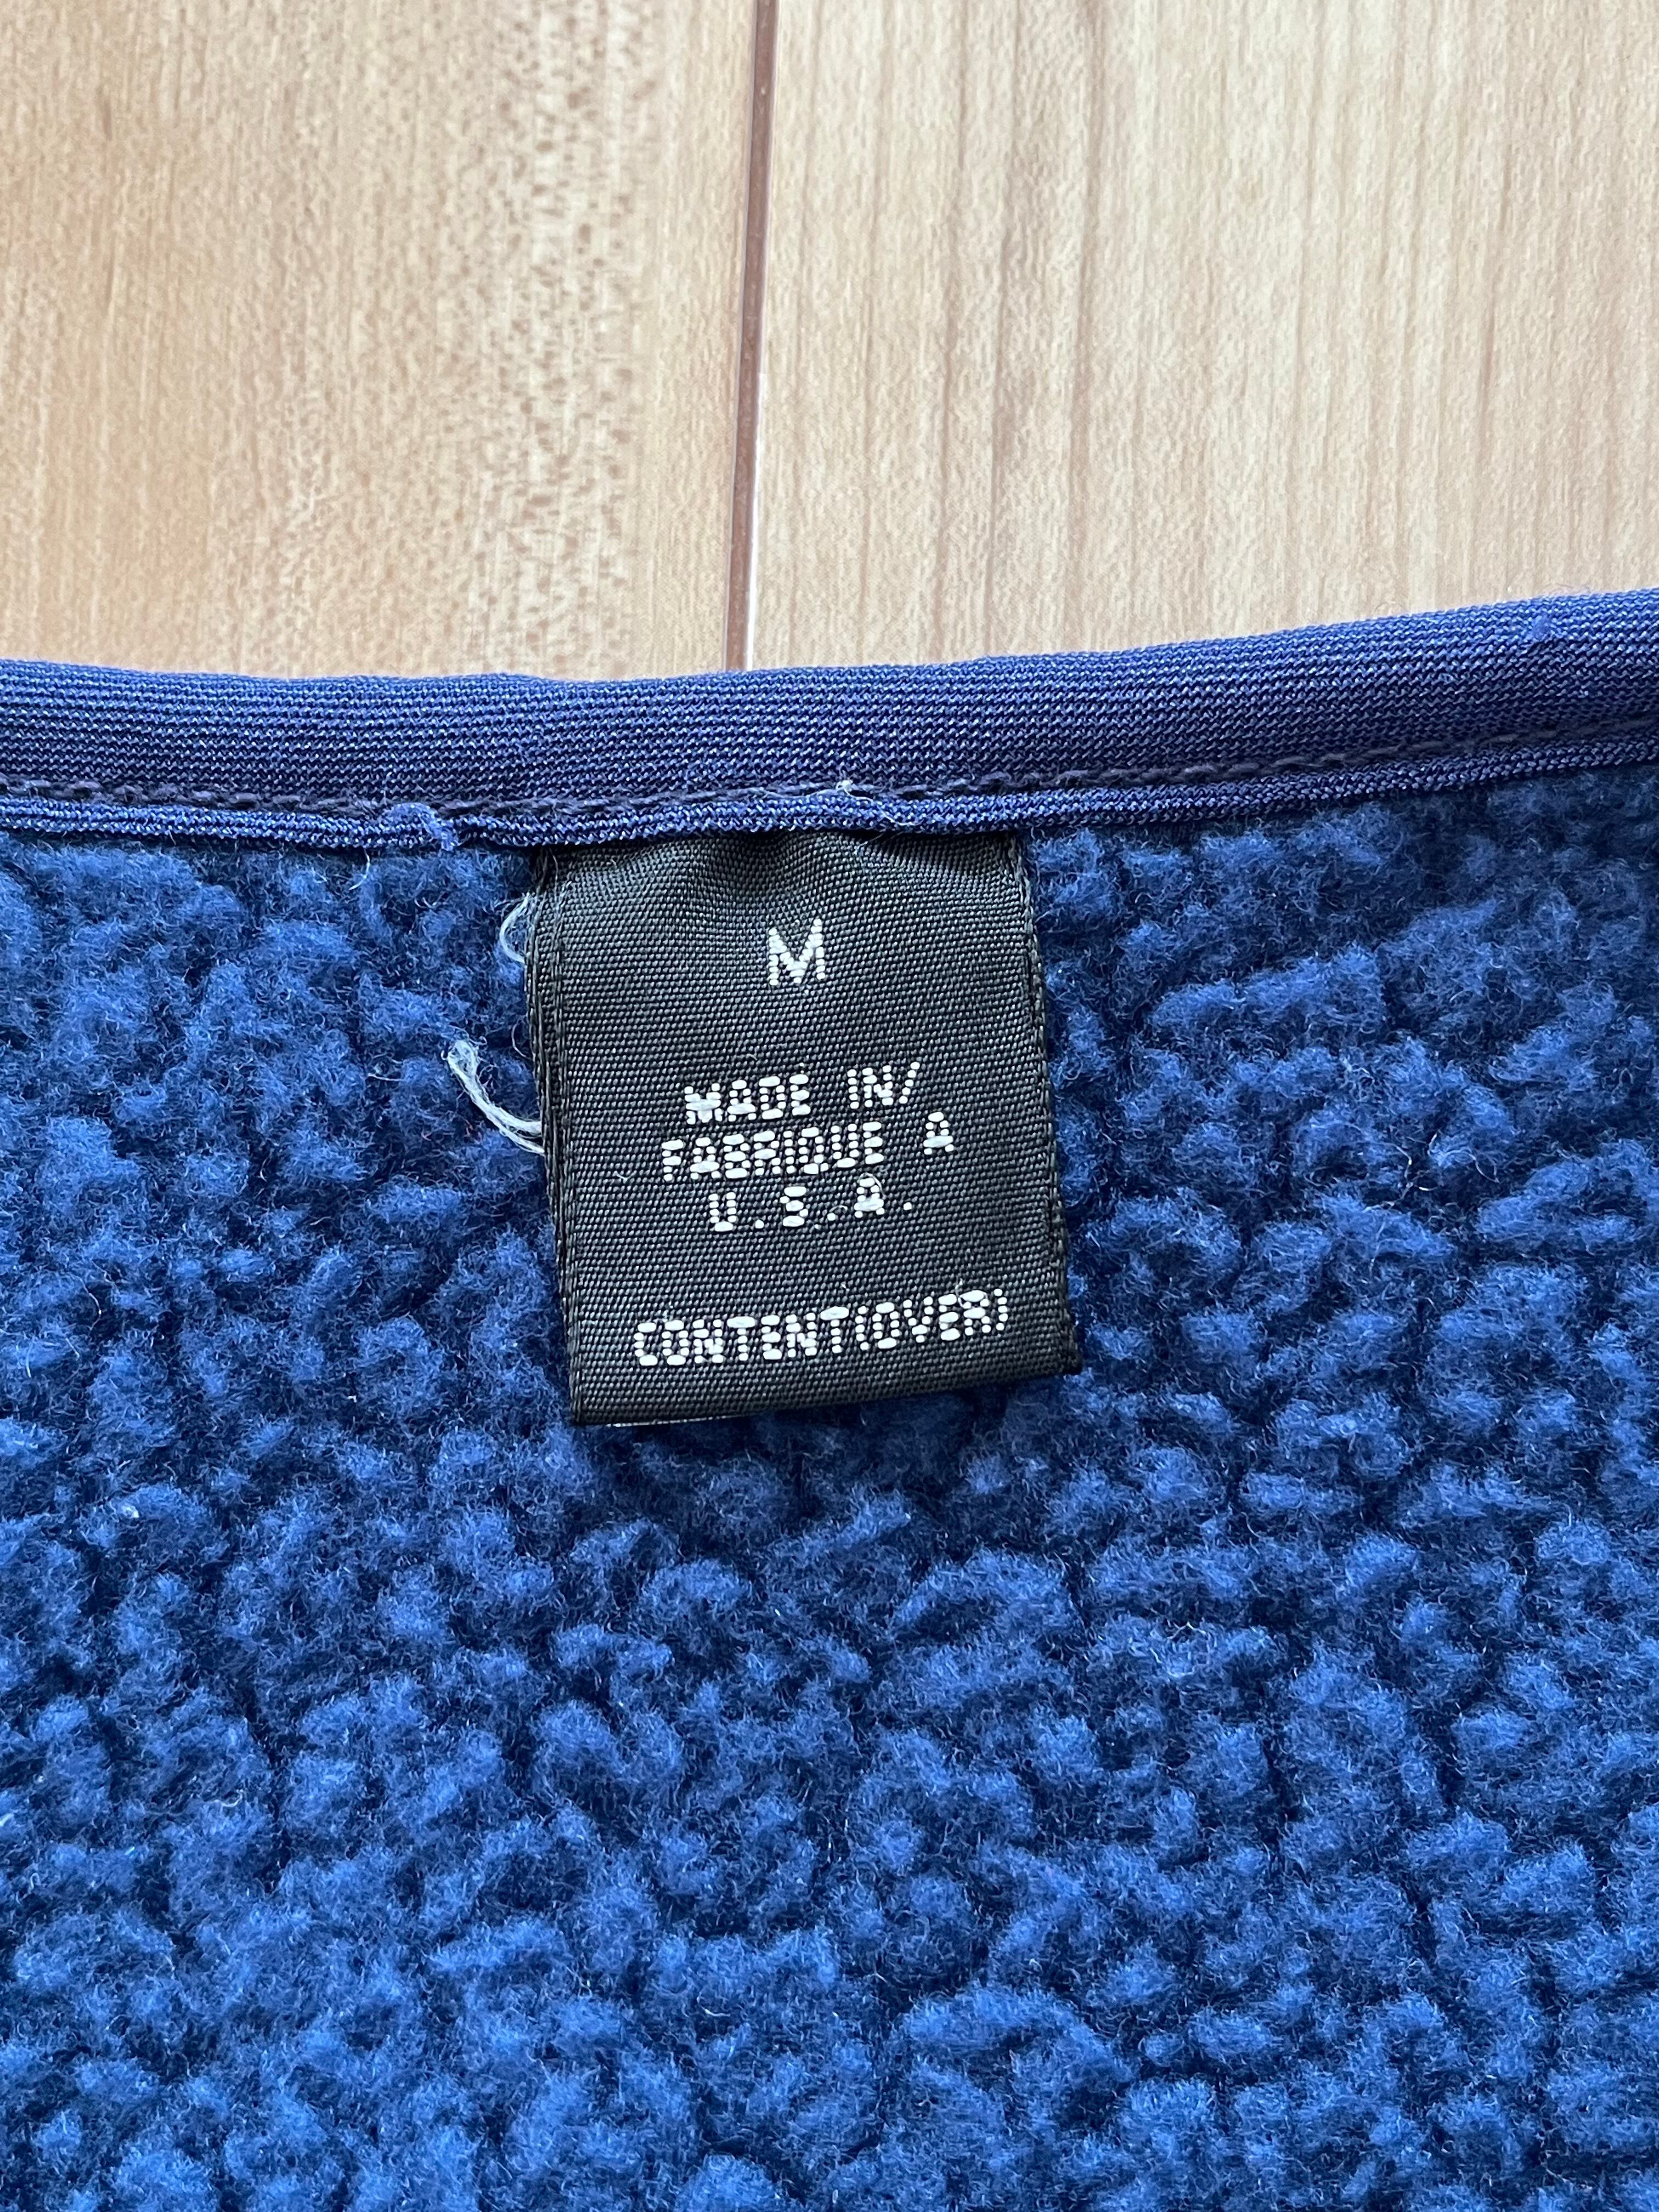 M
MADE IN/
FABRIQUE A
U.S.A.
CONTENT(OVER)